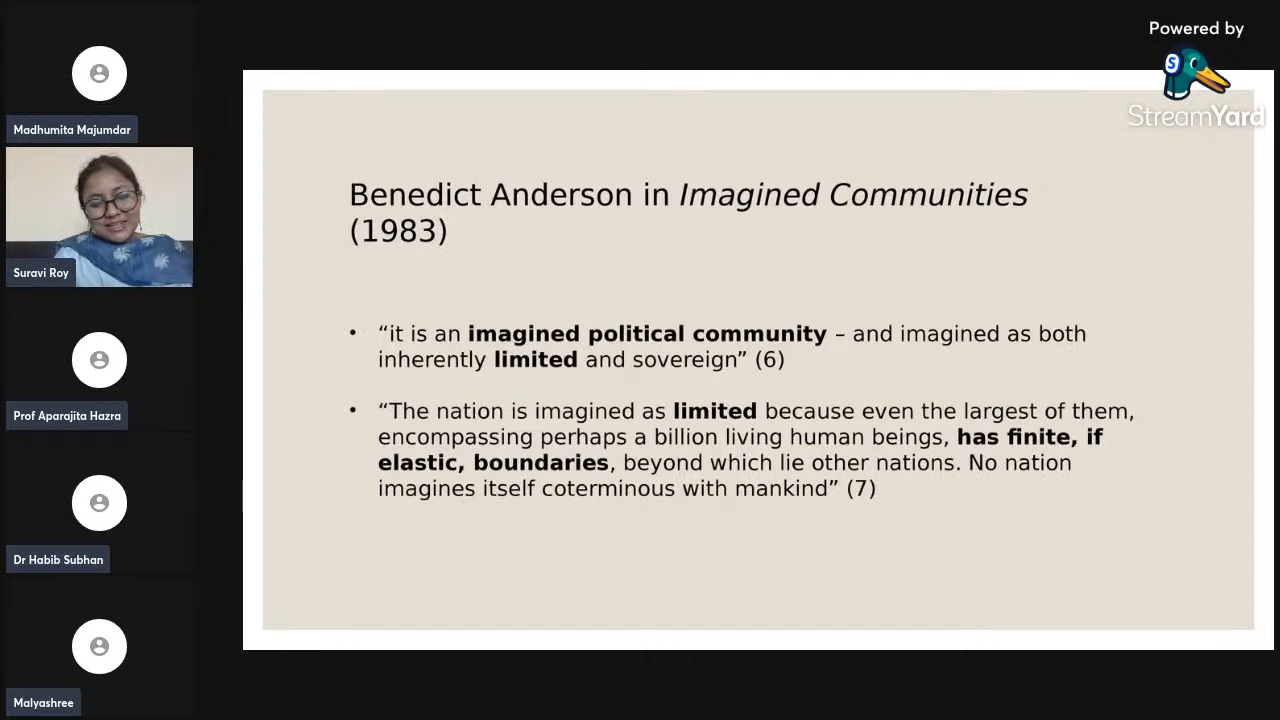 Powered by
S
StreamYard
Madhumita Majumdar
Suravi Roy
Prof Aparajita Hazra
Dr Habib Subhan
Malyashree
Benedict Anderson in Imagined Communities
(1983)
• “it is an imagined political community – and imagined as both
inherently limited and sovereign” (6)
• “The nation is imagined as limited because even the largest of them,
encompassing perhaps a billion living human beings, has finite, if
elastic, boundaries, beyond which lie other nations. No nation
imagines itself coterminous with mankind” (7)